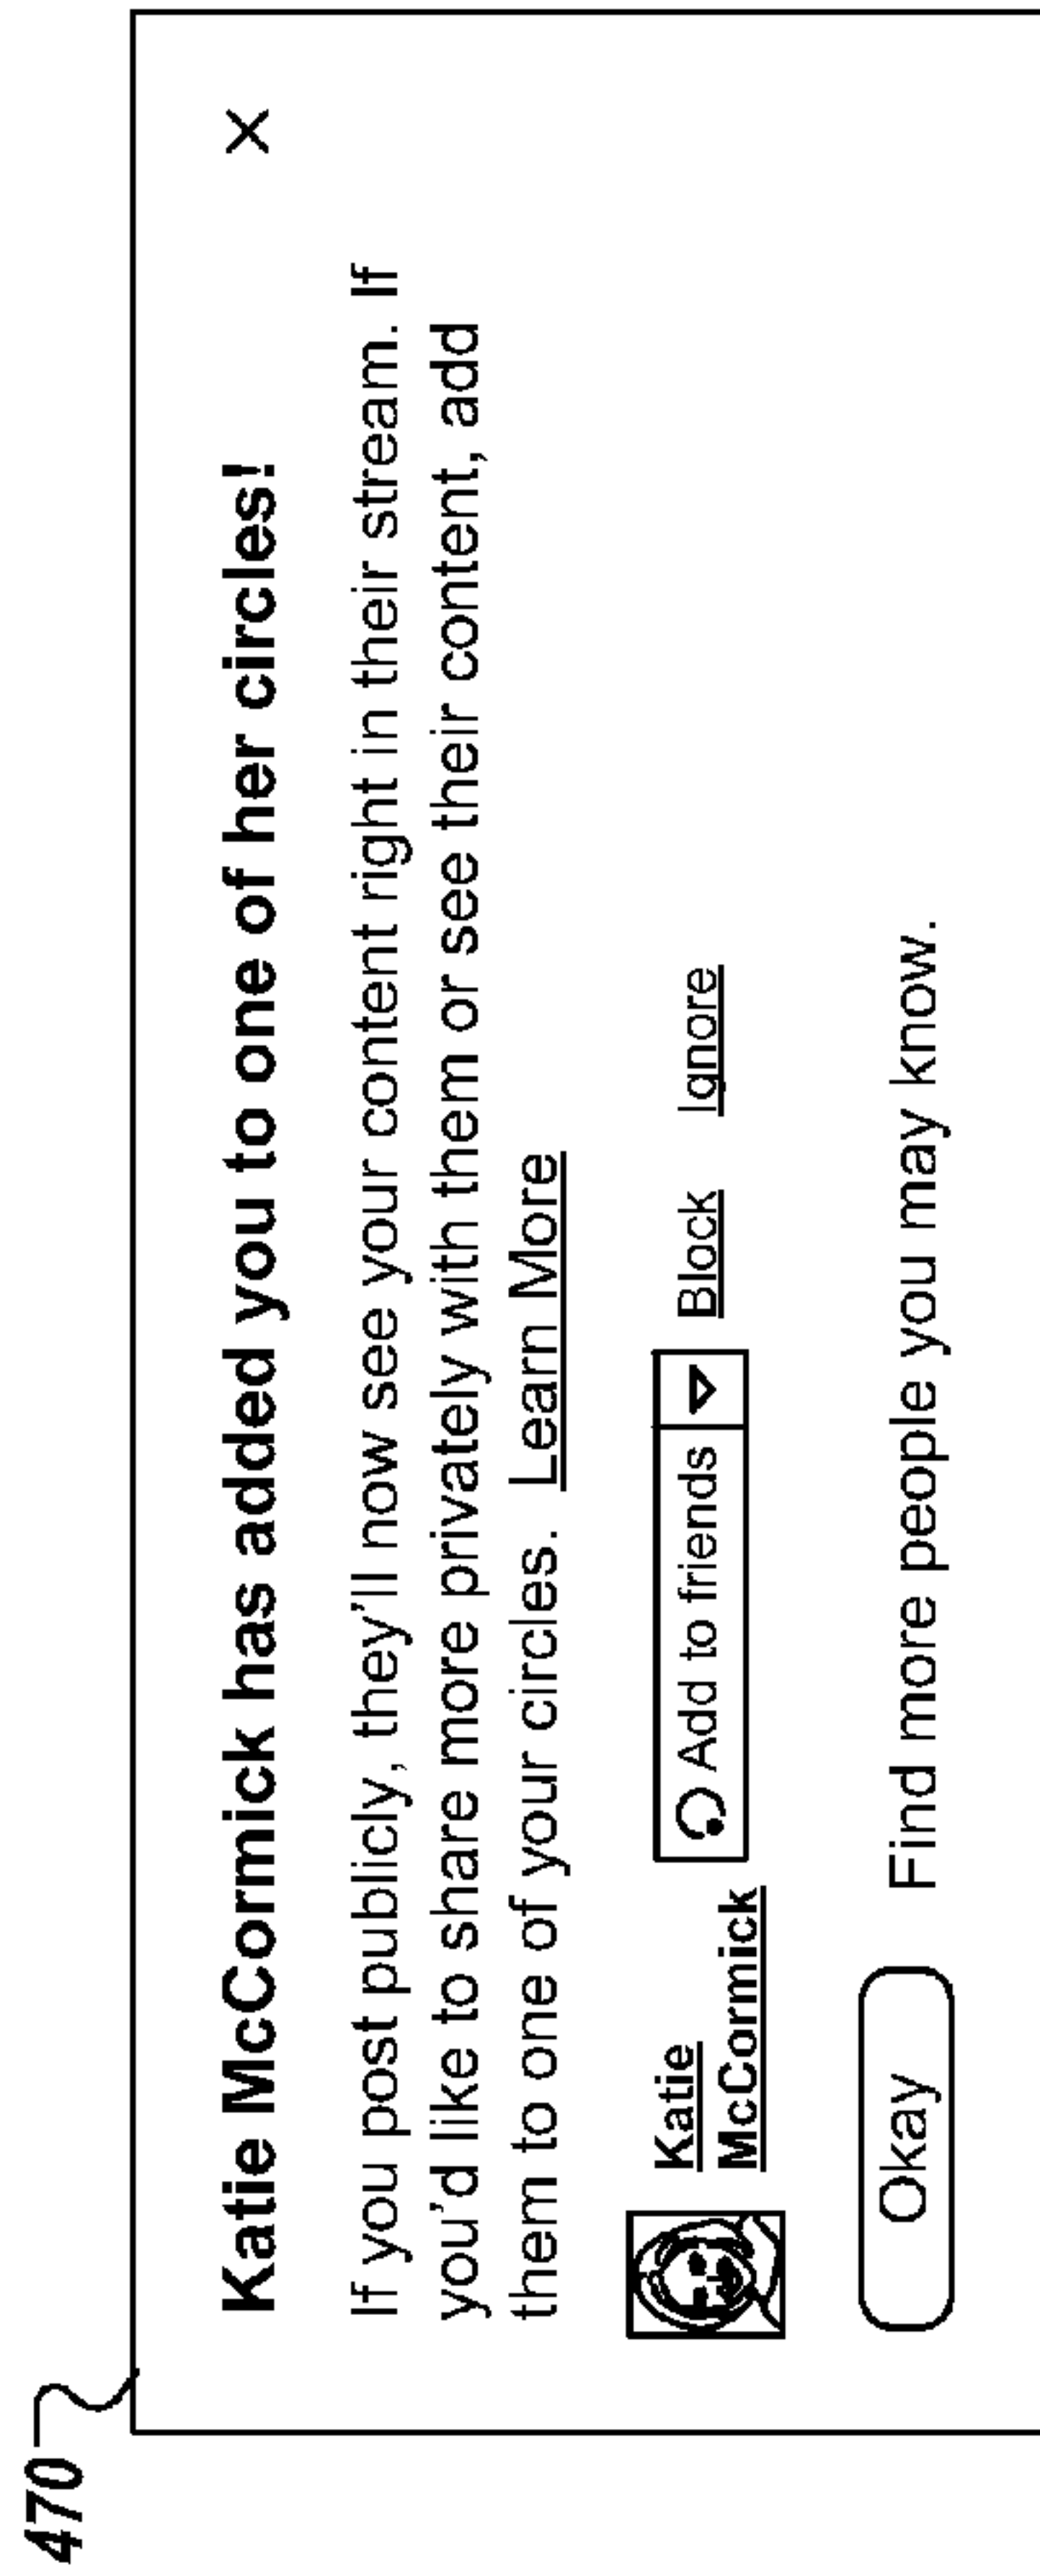 470
Katie McCormick has added you to one of her circles! X
If you post publicly, they'll now see your content right in their stream. If
you'd like to share more privately with them or see their content, add
them to one of your circles. Learn More
Katie
McCormick
Add to friends Block Ignore
Okay Find more people you may know.